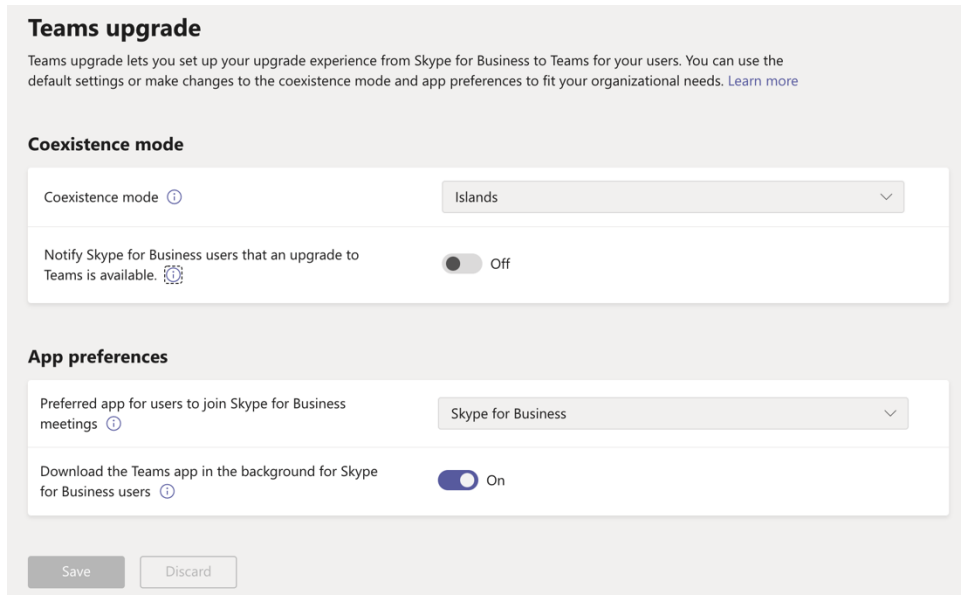 Teams upgrade
Teams upgrade lets you set up your upgrade experience from Skype for Business to Teams for your users. You can use the
default settings or make changes to the coexistence mode and app preferences to fit your organizational needs. Learn more
Coexistence mode
Coexistence mode
Islands
Notify Skype for Business users that an upgrade to
Teams is available.
Off
App preferences
Preferred app for users to join Skype for Business
meetings
Skype for Business
Download the Teams app in the background for Skype
for Business users
On
Save
Discard